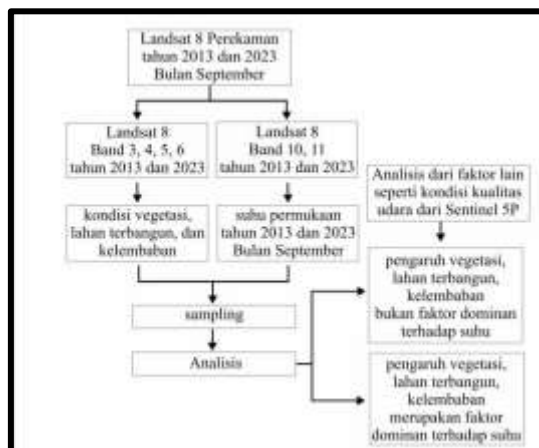 Landsat 8 Perekaman
tahun 2013 dan 2023
Bulan September
Landsat 8
Band 3, 4, 5, 6
tahun 2013 dan 2023
Landsat 8
Band 10, 11
tahun 2013 dan 2023
Analisis dari faktor lain
seperti kondisi kualitas
udara dari Sentinel 5P
kondisi vegetasi,
lahan terbangun, dan
kelembaban
suhu permukaan
tahun 2013 dan 2023
Bulan September
pengaruh vegetasi,
lahan terbangun,
kelembaban
bukan faktor dominan
terhadap suhu
sampling
Analisis
pengaruh vegetasi,
lahan terbangun,
kelembaban
merupakan faktor
dominan terhadap suhu